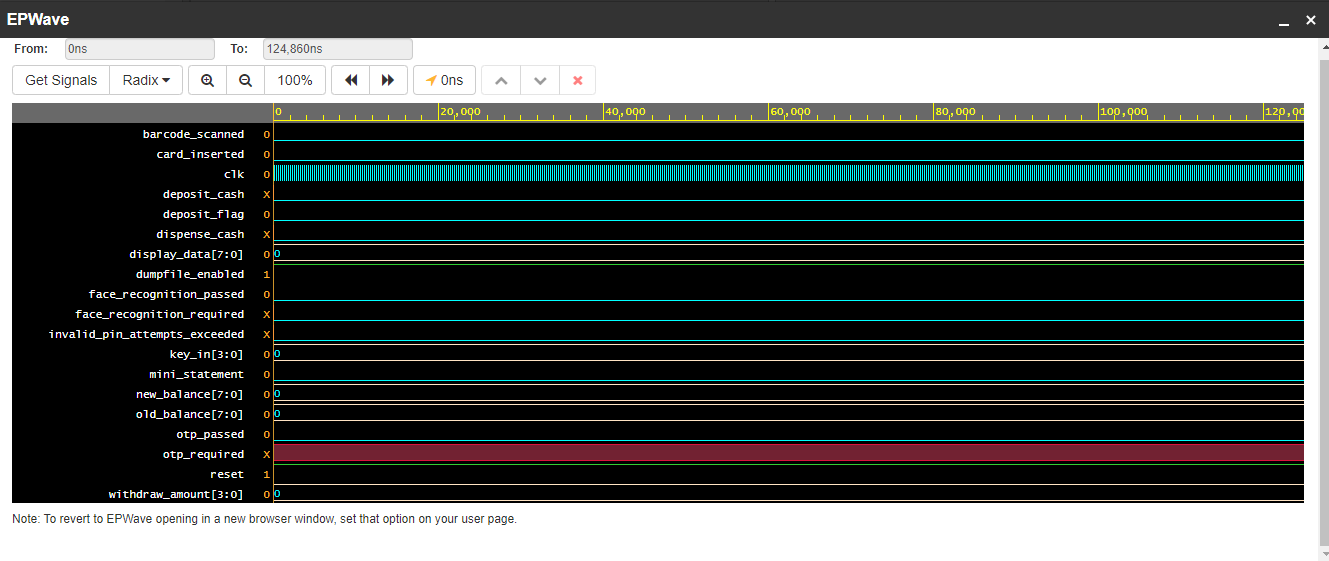 EPWave
From: 0ns To: 124,860ns
Get Signals Radix 100% 0ns
0 20,000 40,000 60,000 80,000 100,000 120,00
barcode_scanned 0
card_inserted 0
clk 0
deposit_cash X
deposit_flag 0
dispense_cash X
display_data[7:0] 0 0
dumpfile_enabled 1
face_recognition_passed 0
face_recognition_required X
invalid_pin_attempts_exceeded X
key_in[3:0] 0 0
mini_statement 0
new_balance[7:0] 0 0
old_balance[7:0] 0 0
otp_passed 0
otp_required X
reset 1
withdraw_amount[3:0] 0 0
Note: To revert to EPWave opening in a new browser window, set that option on your user page.